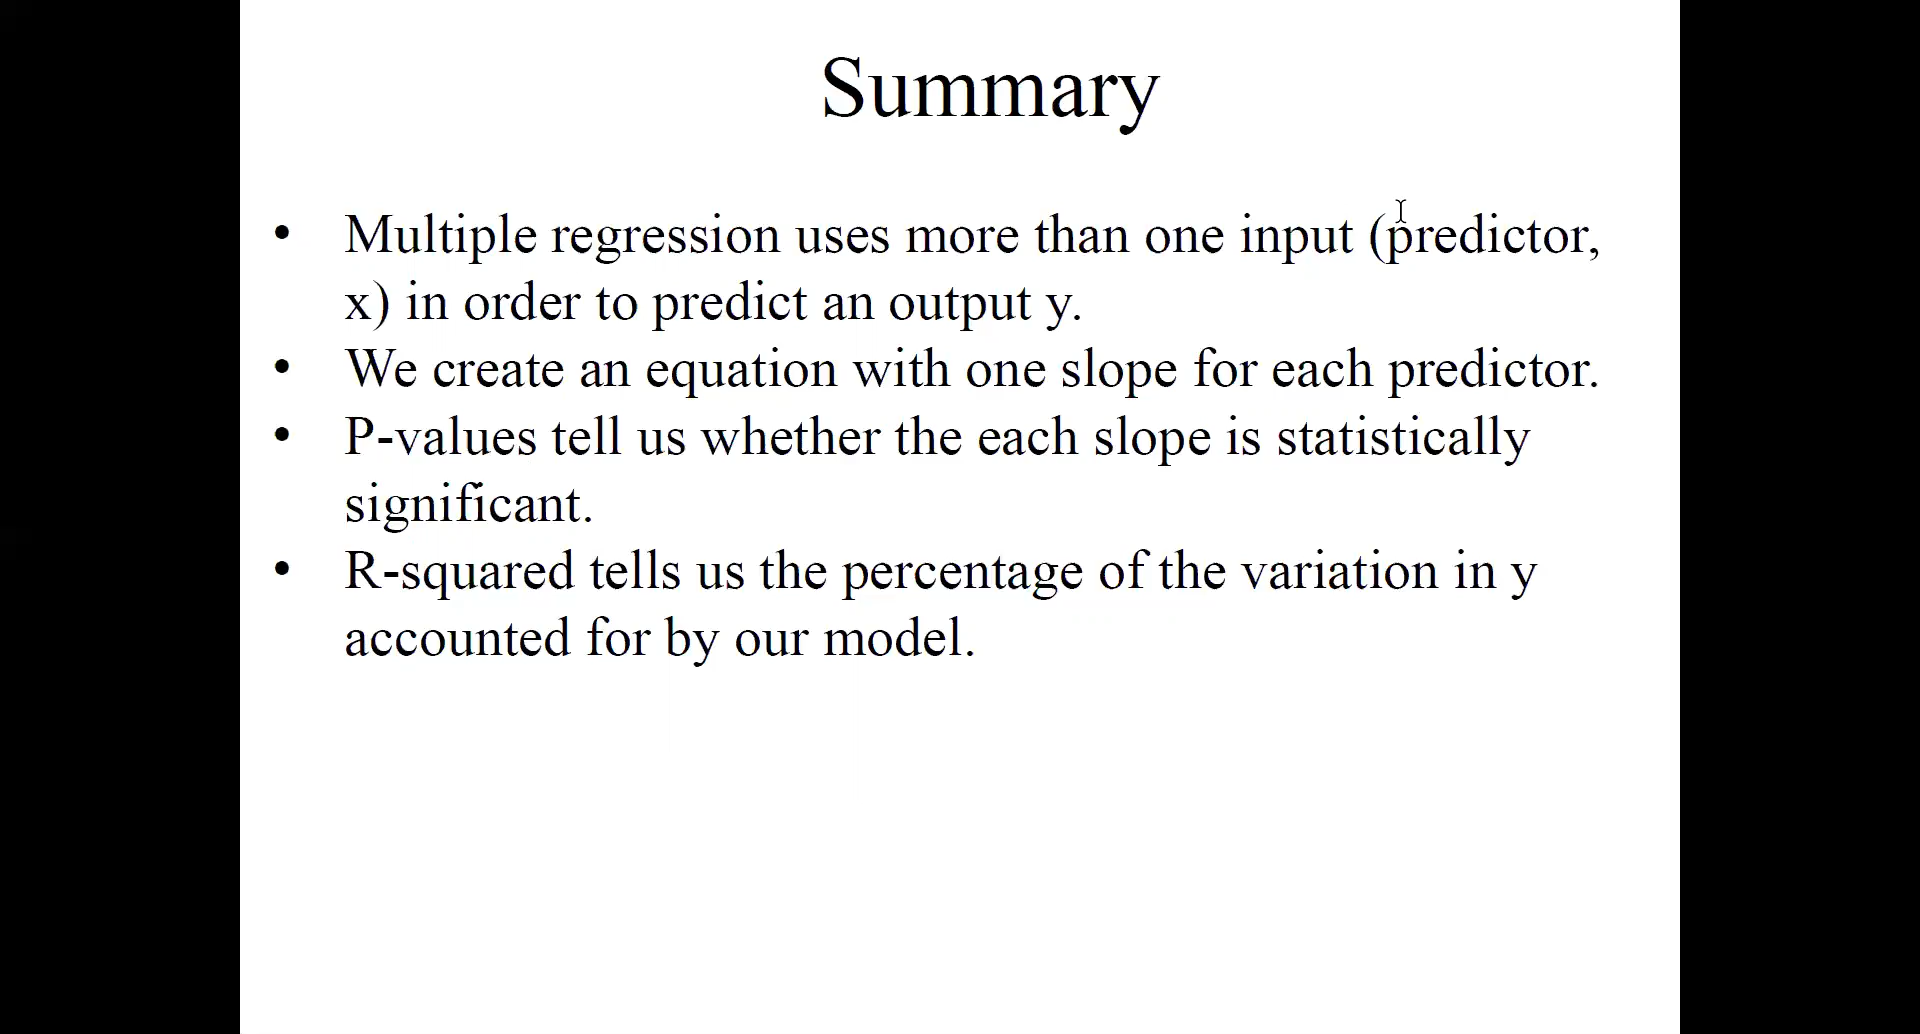 Summary
• Multiple regression uses more than one input (predictor,
x) in order to predict an output y.
• We create an equation with one slope for each predictor.
• P-values tell us whether the each slope is statistically
significant.
• R-squared tells us the percentage of the variation in y
accounted for by our model.